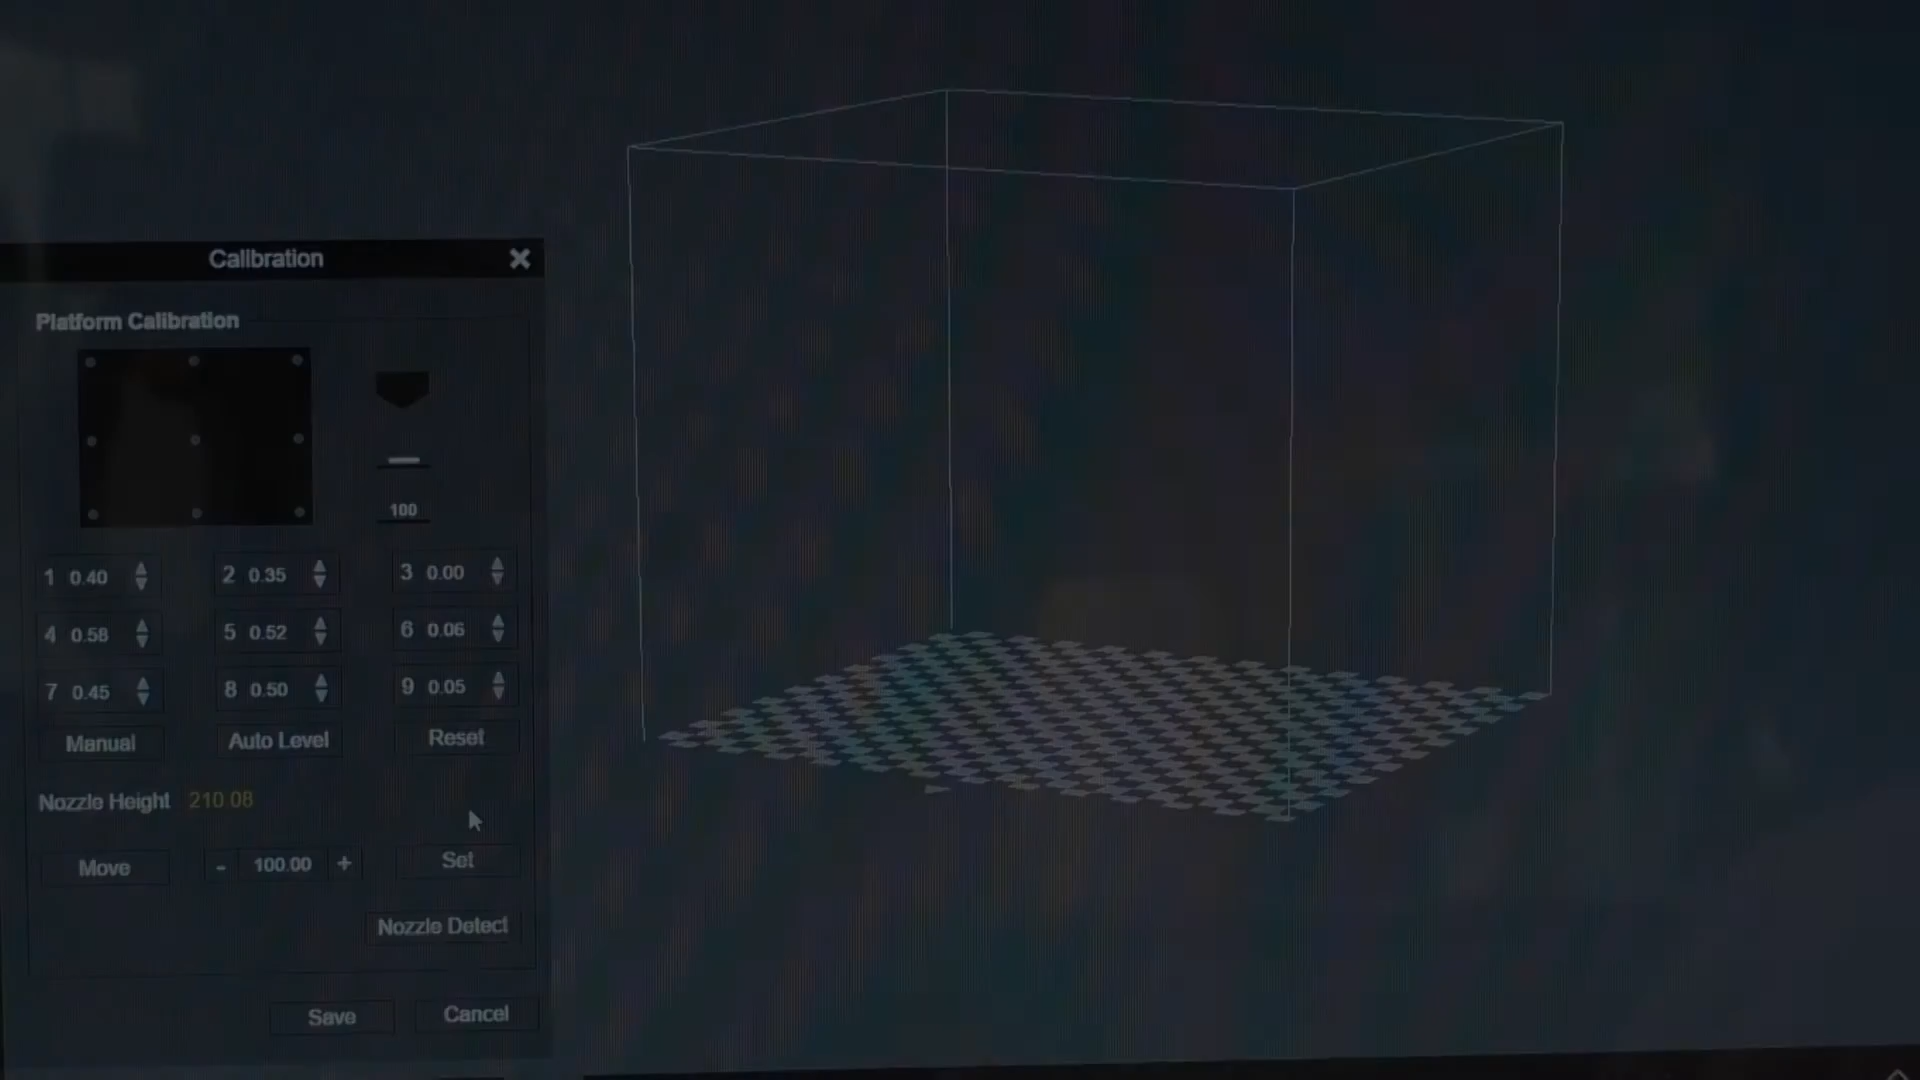 Calibration
Platform Calibration
100
1 0.40 2 0.35 3 0.00
4 0.58 5 0.52 6 0.06
7 0.45 8 0.50 9 0.05
Manual Auto Level Reset
Nozzle Height 210.08
Move - 100.00 + Set
Nozzle Detect
Save Cancel